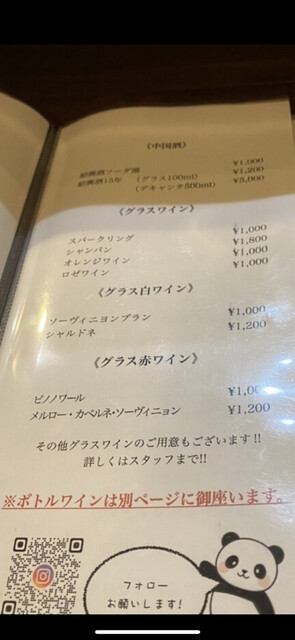 《中国酒》
紹興酒ソーダ割 ¥1,000
紹興酒15年 (グラス100ml) ¥1,200
(デキャンタ500ml) ¥5,000
《グラスワイン》
スパークリング ¥1,000
シャンパン ¥1,800
オレンジワイン ¥1,000
ロゼワイン ¥1,000
《グラス白ワイン》
ソーヴィニヨンブラン ¥1,000
シャルドネ ¥1,200
《グラス赤ワイン》
ピノノワール ¥1,00
メルロー・カベルネ・ソーヴィニョン ¥1,200
その他グラスワインのご用意もございます!!
詳しくはスタッフまで!!
※ボトルワインは別ページに御座います。
フォロー
お願いします!